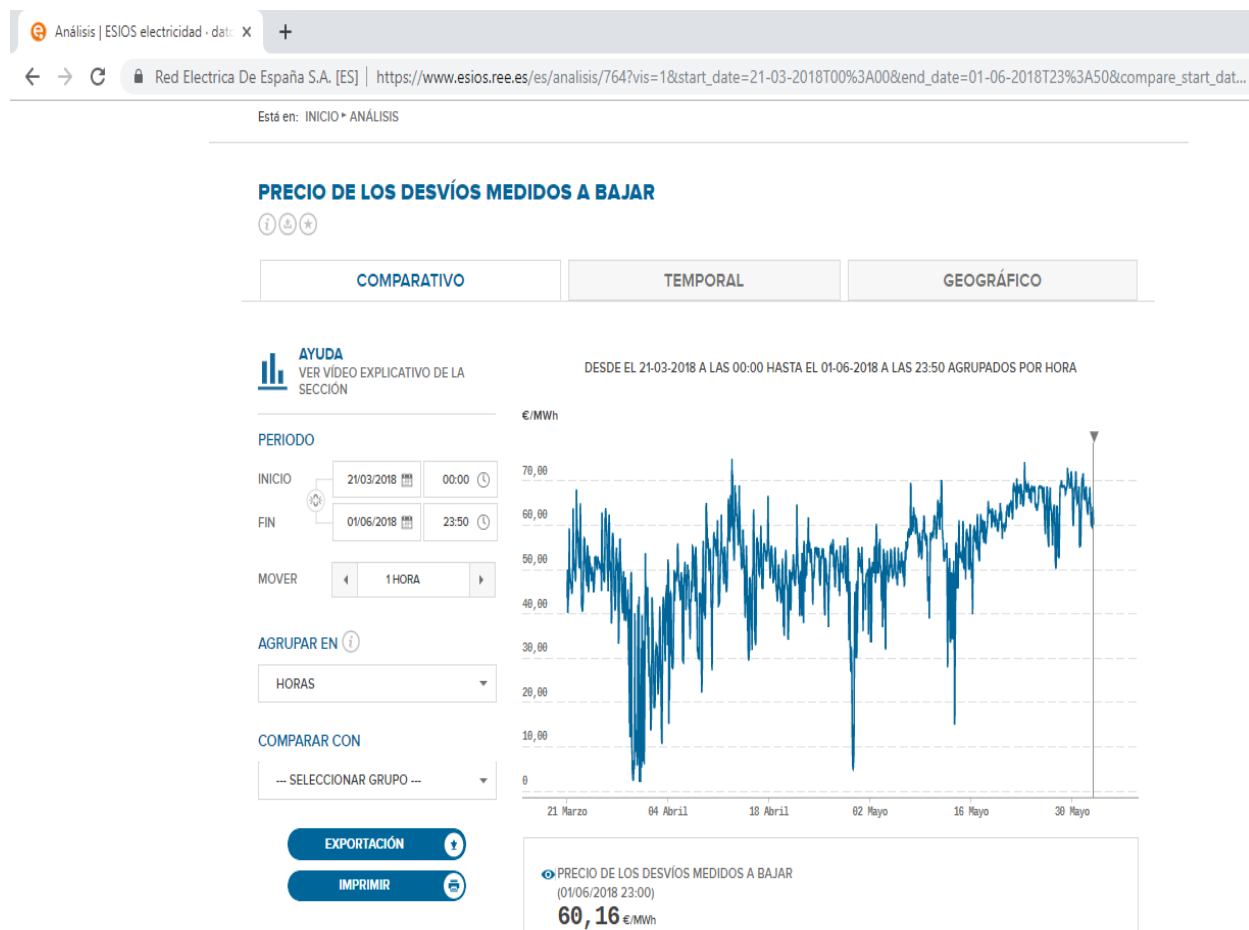 Análisis | ESIOS electricidad · dato
Red Electrica De España S.A. [ES] | https://www.esios.ree.es/es/analisis/764?vis=1&start_date=21-03-2018T00%3A00&end_date=01-06-2018T23%3A50&compare_start_dat...
Está en: INICIO ▸ ANÁLISIS
PRECIO DE LOS DESVÍOS MEDIDOS A BAJAR
COMPARATIVO
TEMPORAL
GEOGRÁFICO
AYUDA
VER VÍDEO EXPLICATIVO DE LA
SECCIÓN
DESDE EL 21-03-2018 A LAS 00:00 HASTA EL 01-06-2018 A LAS 23:50 AGRUPADOS POR HORA
PERIODO
INICIO 21/03/2018 00:00
FIN 01/06/2018 23:50
MOVER 1 HORA
AGRUPAR EN
HORAS
COMPARAR CON
--- SELECCIONAR GRUPO ---
EXPORTACIÓN
IMPRIMIR
€/MWh
70,00
60,00
50,00
40,00
30,00
20,00
10,00
0
21 Marzo 04 Abril 18 Abril 02 Mayo 16 Mayo 30 Mayo
PRECIO DE LOS DESVÍOS MEDIDOS A BAJAR
(01/06/2018 23:00)
60,16 €/MWh